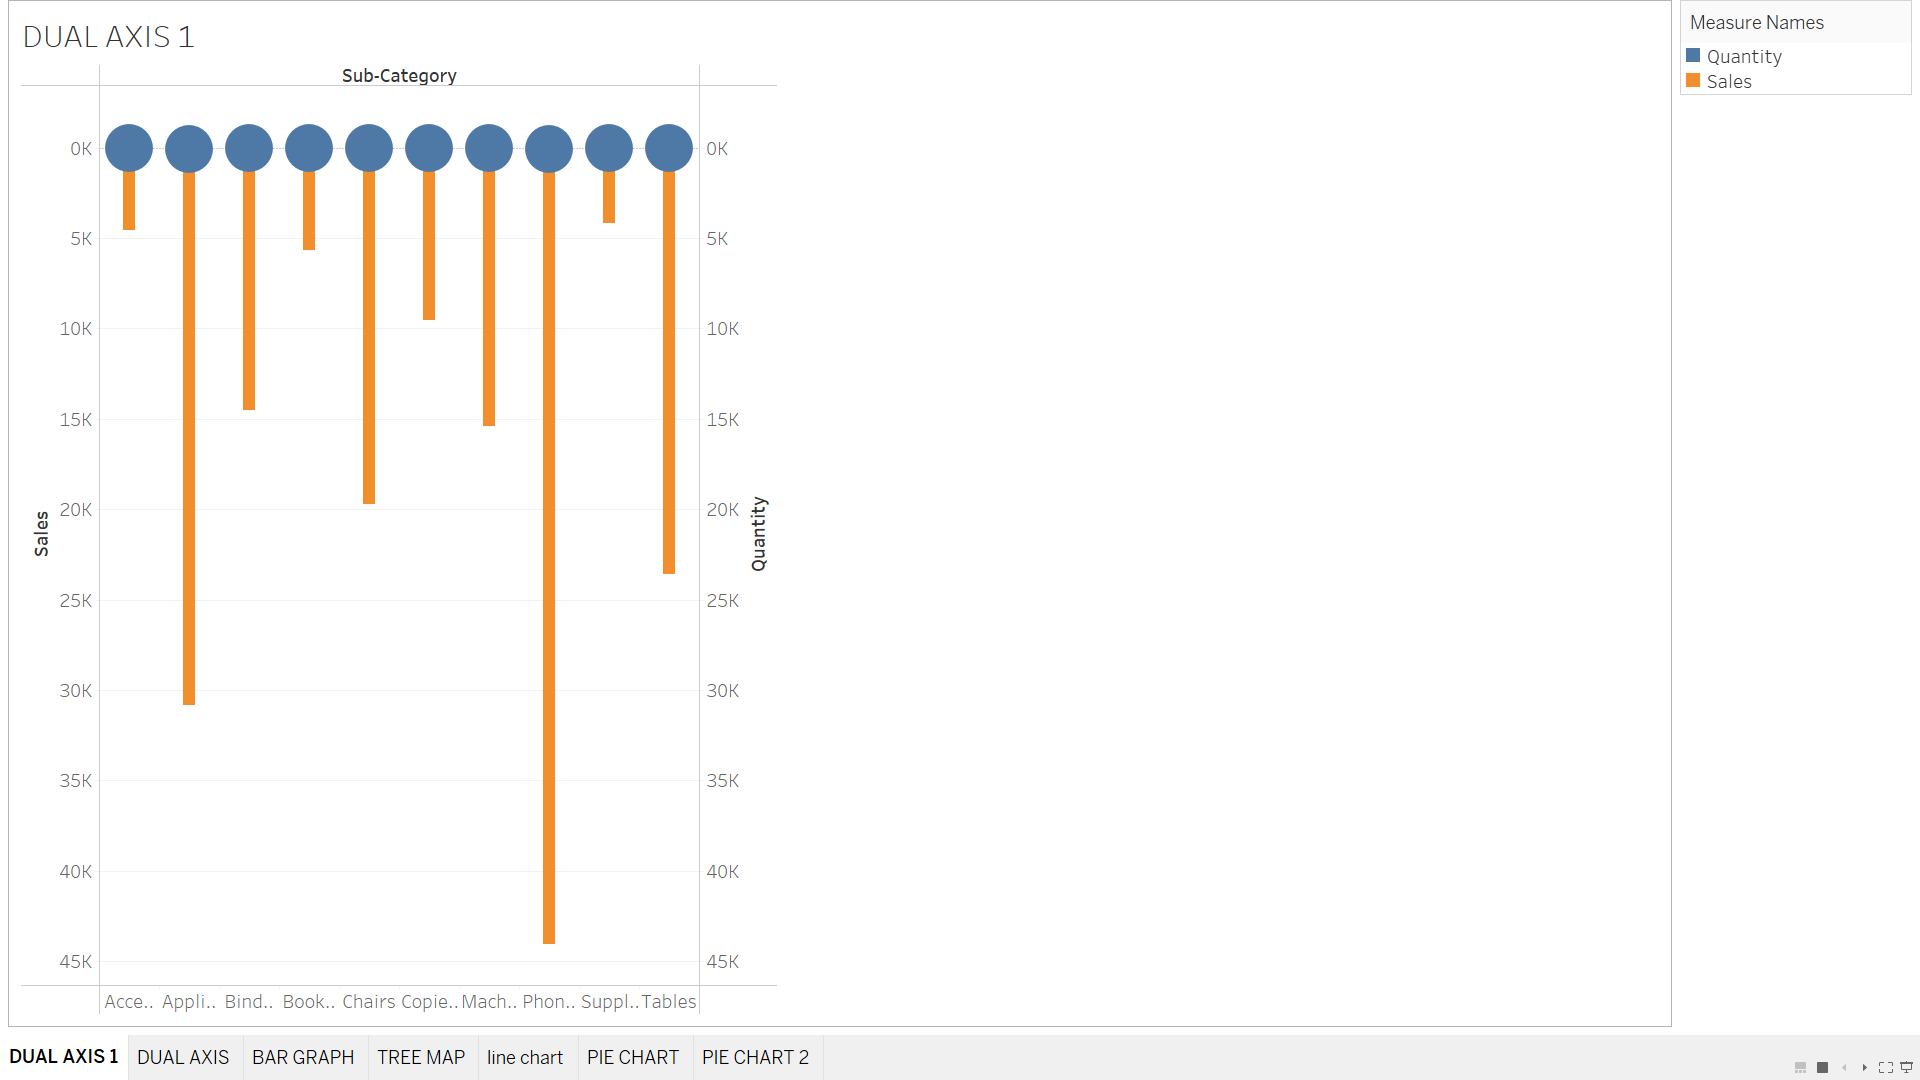 DUAL AXIS 1
Sub-Category
0K
5K
10K
15K
20K
25K
30K
35K
40K
45K
Sales
0K
5K
10K
15K
20K
25K
30K
35K
40K
45K
Quantity
Acce.. Appli.. Bind.. Book.. Chairs Copie.. Mach.. Phon.. Suppl.. Tables
Measure Names
Quantity
Sales
DUAL AXIS 1 DUAL AXIS BAR GRAPH TREE MAP line chart PIE CHART PIE CHART 2